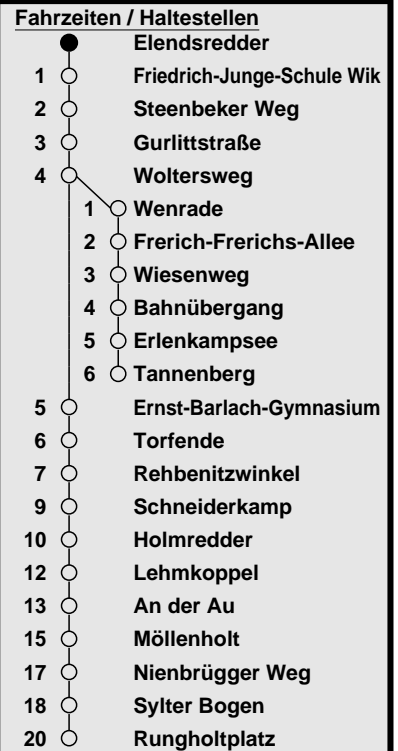 Fahrzeiten / Haltestellen
Elendsredder
1 Friedrich-Junge-Schule Wik
2 Steenbeker Weg
3 Gurlittstraße
4 Woltersweg
1 Wenrade
2 Frerich-Frerichs-Allee
3 Wiesenweg
4 Bahnübergang
5 Erlenkampsee
6 Tannenberg
5 Ernst-Barlach-Gymnasium
6 Torfende
7 Rehbenitzwinkel
9 Schneiderkamp
10 Holmredder
12 Lehmkoppel
13 An der Au
15 Möllenholt
17 Nienbrügger Weg
18 Sylter Bogen
20 Rungholtplatz